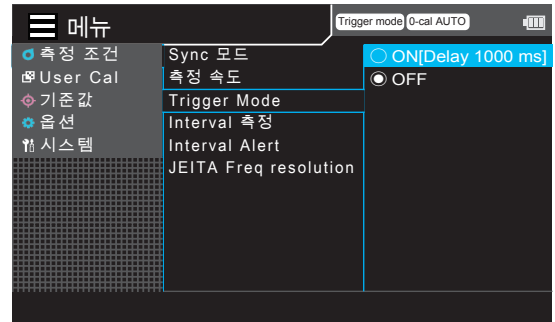 메뉴
Trigg er mode 0-cal AUTO
측정 조건
User Cal
기준값
옵션
시스템
Sync 모드
측정 속도
Trigger Mode
Interval 측정
Interval Alert
JEITA Freq resolution
ON[Delay 1000 ms]
OFF